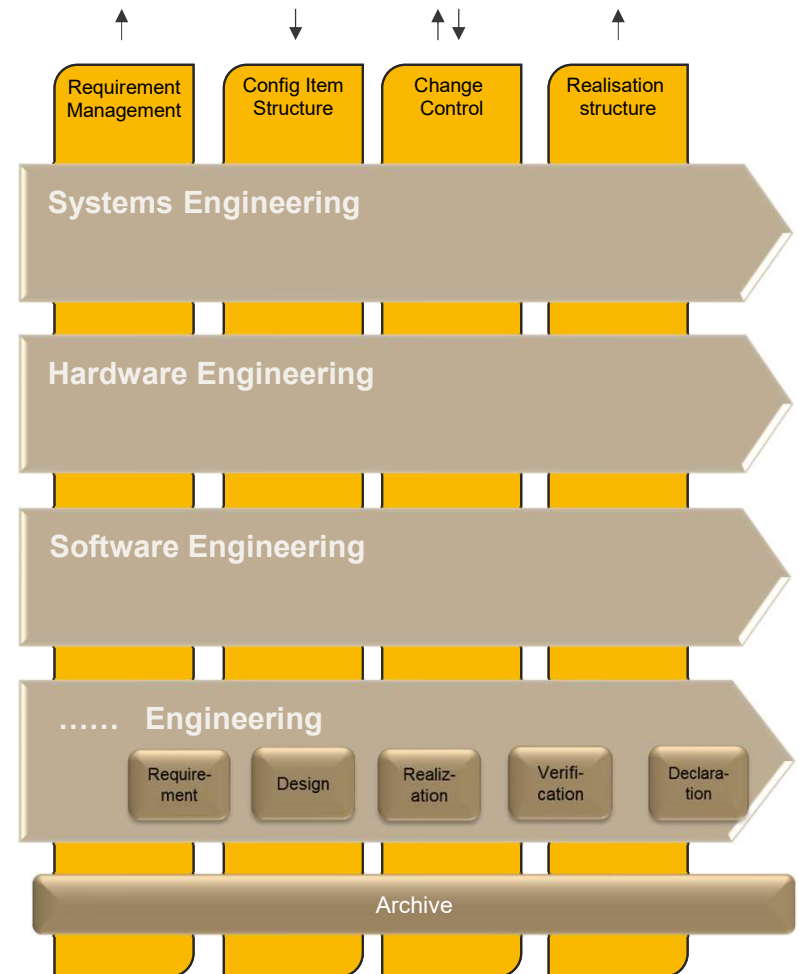 Requirement
Management
Config Item
Structure
Change
Control
Realisation
structure
Systems Engineering
Hardware Engineering
Software Engineering
…… Engineering
Require-
ment
Design
Realiz-
ation
Verifi-
cation
Declara-
tion
Archive